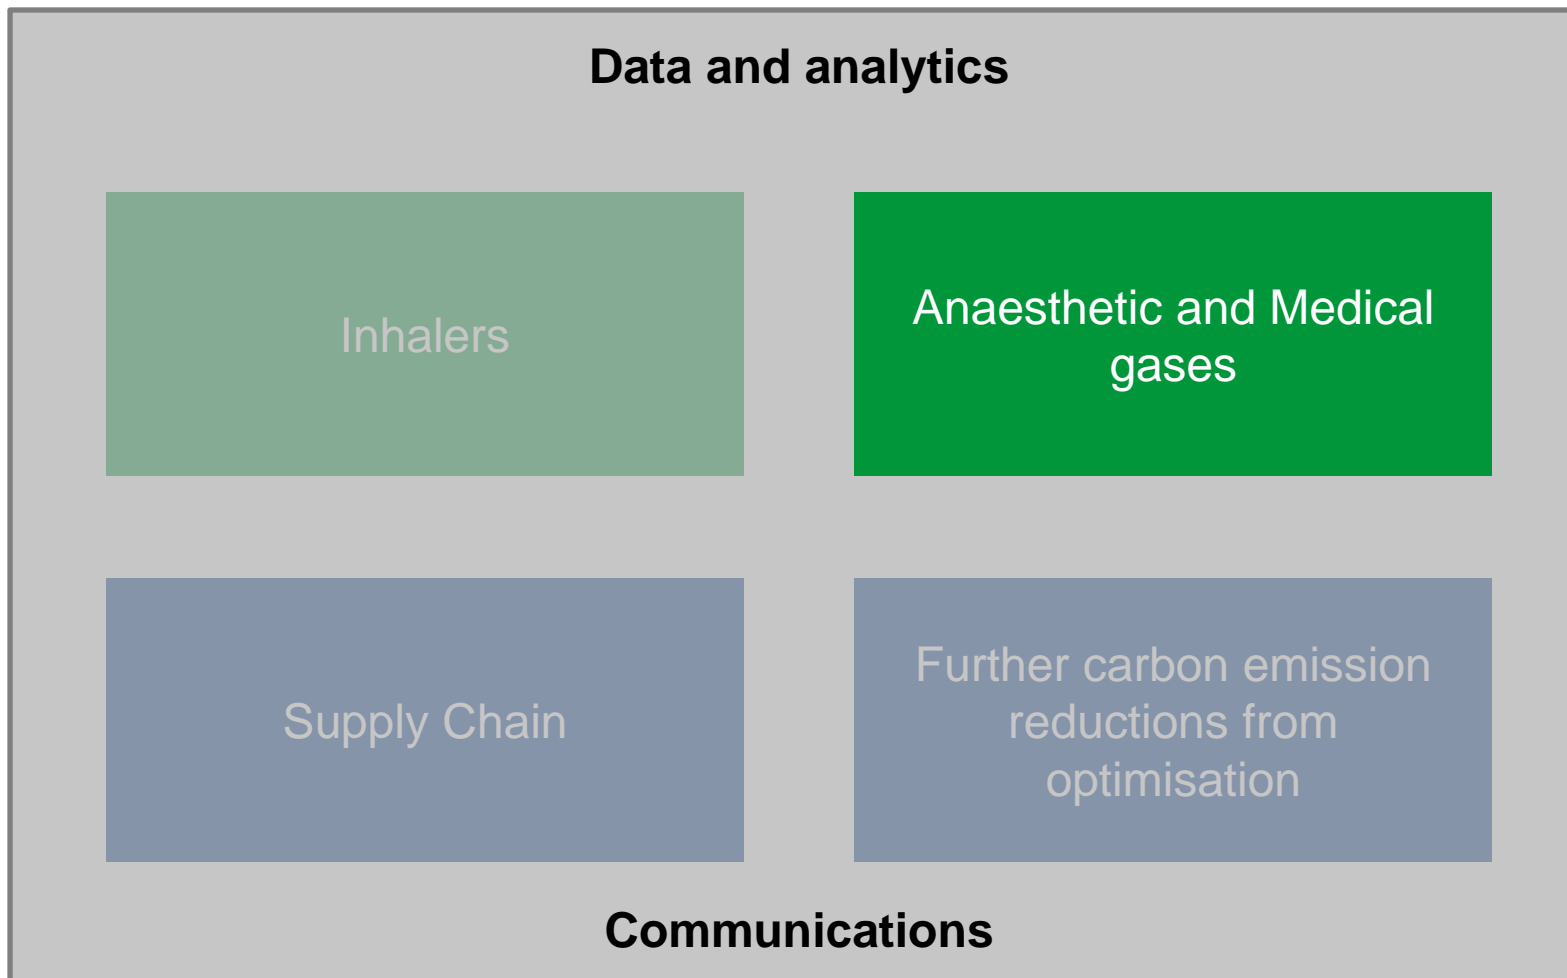 Data and analytics
Inhalers
Anaesthetic and Medical
gases
Supply Chain
Further carbon emission
reductions from
optimisation
Communications